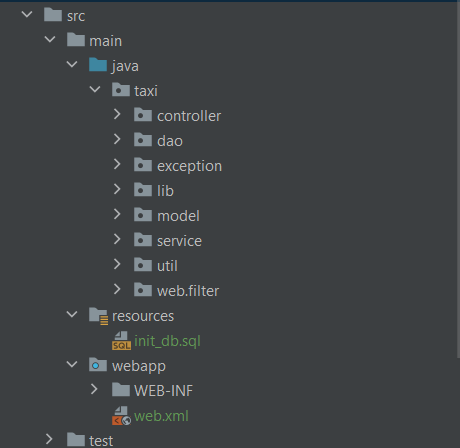 src
main
java
taxi
controller
dao
exception
lib
model
service
util
web.filter
resources
SQL init_db.sql
webapp
WEB-INF
web.xml
test